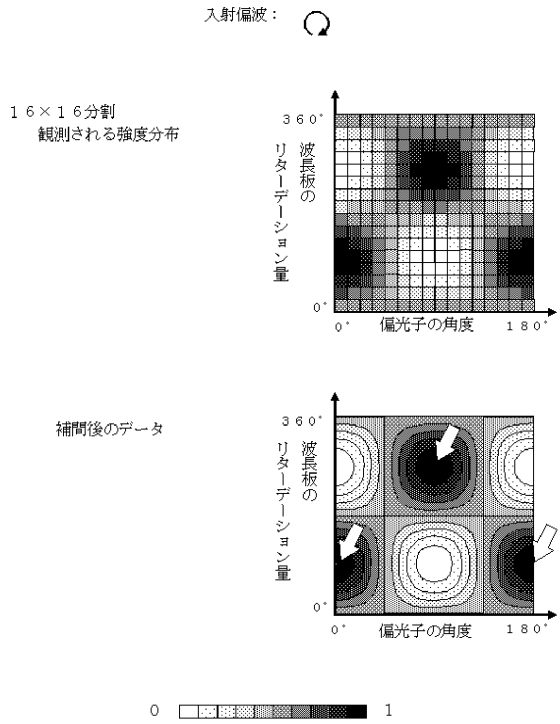 入射偏波：
１６×１６分割
観測される強度分布
３６０°
波長板の
リターデーション量
０°
０°
偏光子の角度
１８０°
補間後のデータ
３６０°
波長板の
リターデーション量
０°
０°
偏光子の角度
１８０°
０
１